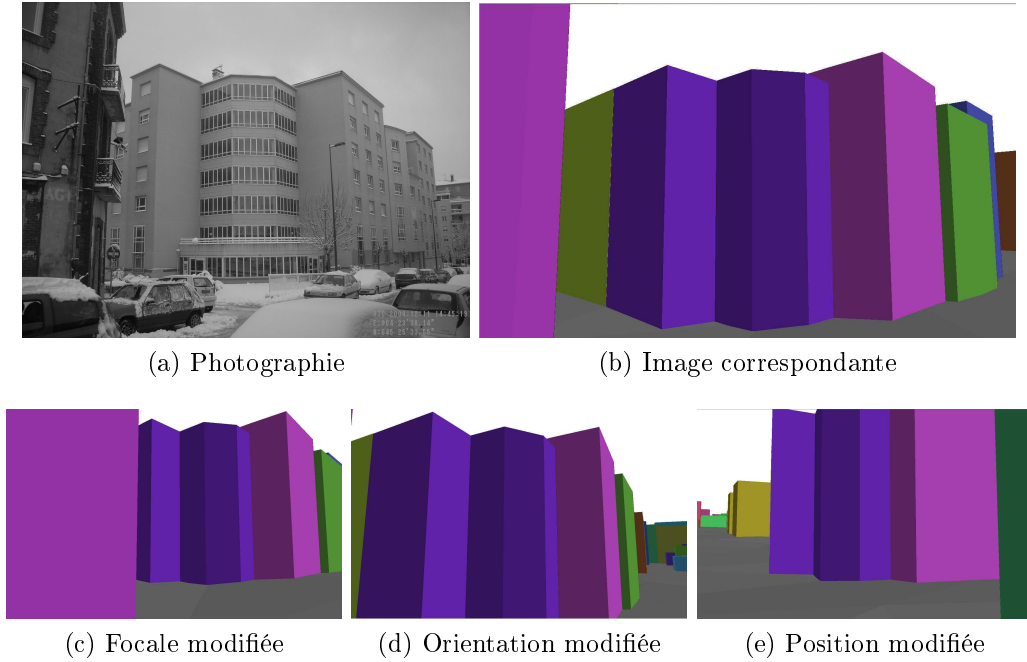 (a) Photographie
(b) Image correspondante
(c) Focale modifiée
(d) Orientation modifiée
(e) Position modifiée